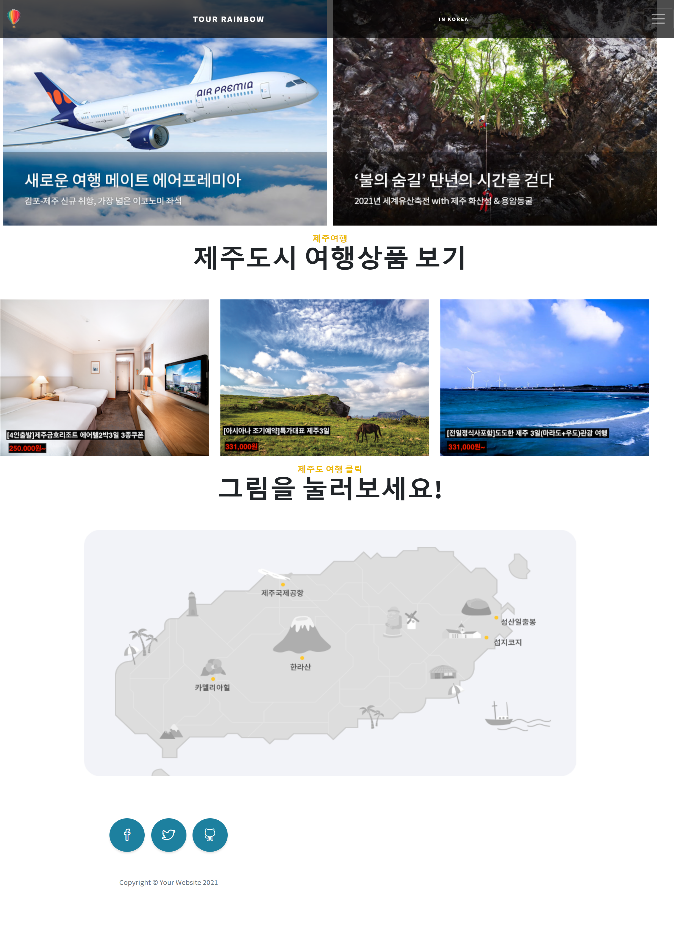 TOUR RAINBOW
IN KOREA
AIR PREMIA
새로운 여행 메이트 에어프레미아
김포-제주 신규 취항, 가장 넓은 이코노미 좌석
‘불의 숨길’ 만년의 시간을 걷다
2021년 세계유산축전 with 제주 화산섬 & 용암동굴
제주여행
제주도시 여행상품 보기
[4인출발]제주금호리조트 에어텔2박3일 3종쿠폰
250,000원~
[아시아나 조기예약]특가대표 제주3일
331,000원~
[전일정식사포함]도도한 제주 3일(마라도+우도)관광 여행
331,000원~
제주도 여행 클릭
그림을 눌러보세요!
제주국제공항
성산일출봉
섭지코지
한라산
카멜리아힐
Copyright © Your Website 2021